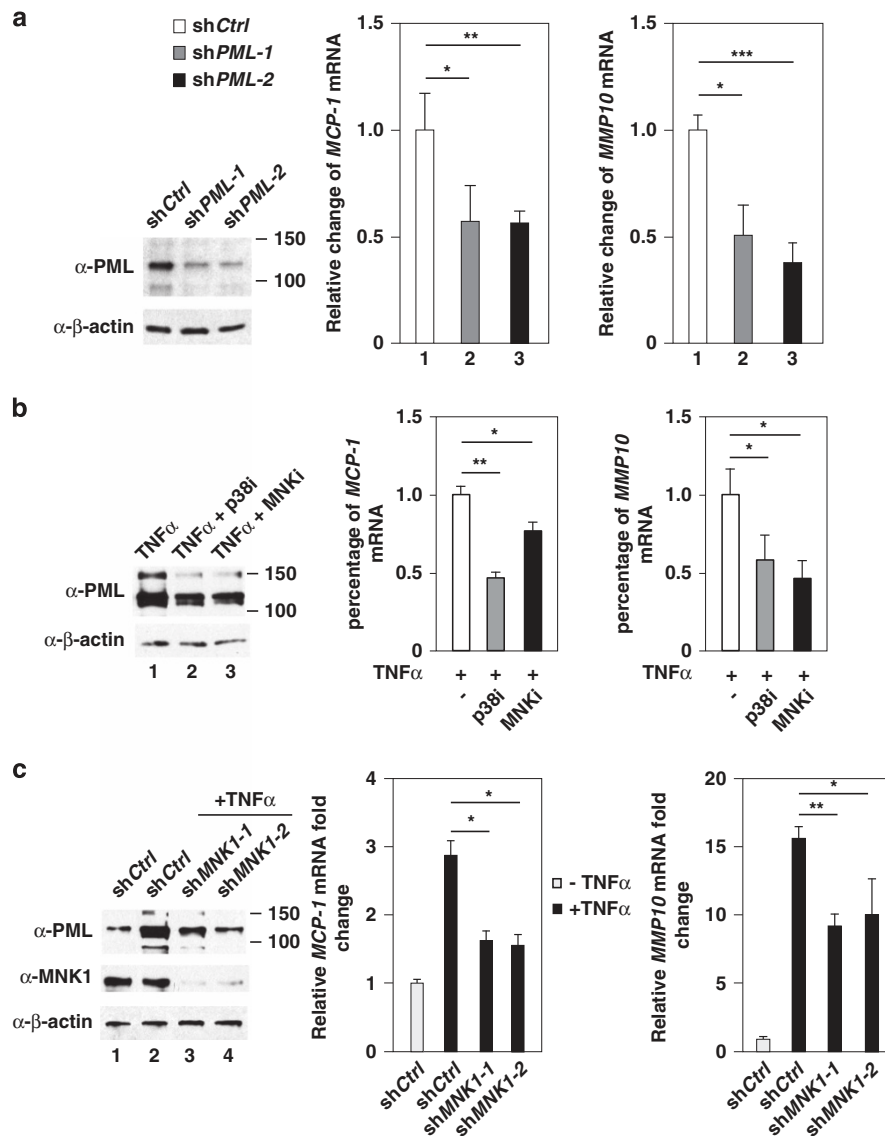 a
shCtrl
shPML-1
shPML-2
shCtrl
shPML-1
shPML-2
α-PML
150
100
α-β-actin
Relative change of MCP-1 mRNA
1.5
1.0
0.5
0
*
**
1 2 3
Relative change of MMP10 mRNA
1.5
1.0
0.5
0
*
***
1 2 3
b
TNFα
TNFα + p38i
TNFα + MNKi
α-PML
150
100
α-β-actin
1 2 3
percentage of MCP-1
mRNA
1.5
1.0
0.5
0
*
**
TNFα + + +
- p38i MNKi
percentage of MMP10
mRNA
1.5
1.0
0.5
0
*
*
TNFα + + +
- p38i MNKi
c
+TNFα
shCtrl
shCtrl
shMNK1-1
shMNK1-2
α-PML
150
100
α-MNK1
α-β-actin
1 2 3 4
Relative MCP-1 mRNA fold
change
4
3
2
1
0
*
*
shCtrl
shCtrl
shMNK1-1
shMNK1-2
- TNFα
+TNFα
Relative MMP10 mRNA fold
change
20
15
10
5
0
*
**
shCtrl
shCtrl
shMNK1-1
shMNK1-2